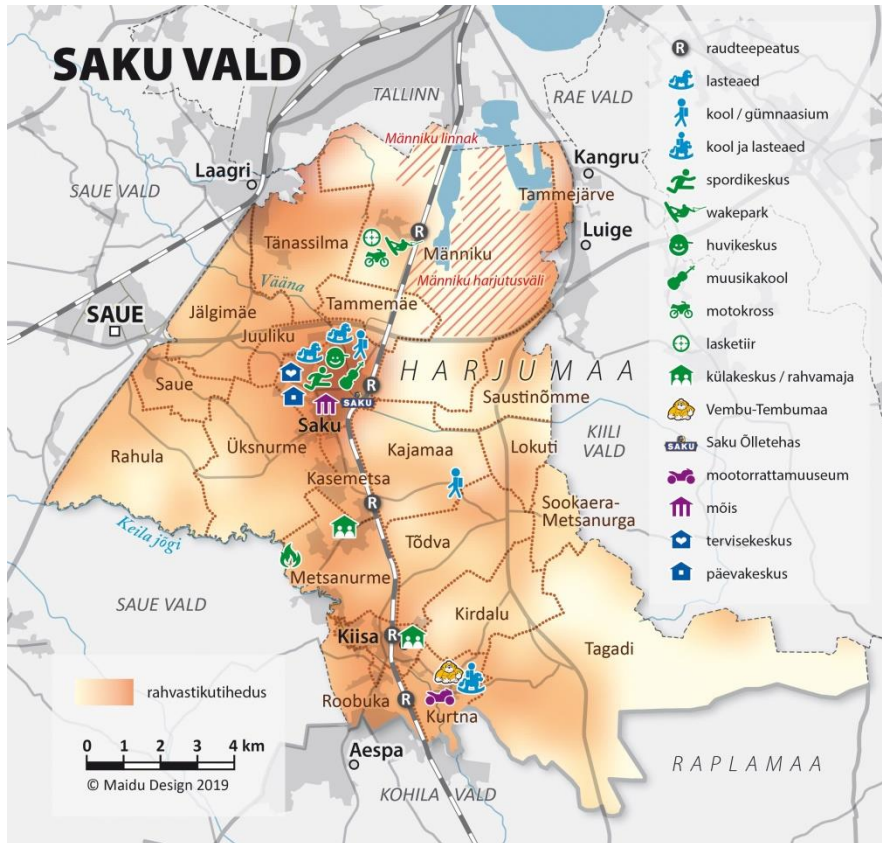 SAKU VALD
TALLINN
RAE VALD
Männiku linnak
Laagri
Kangru
SAUE VALD
Tammejärve
Tänassilma
R
Männiku
Luige
Vääna
Männiku harjutusväli
Tammemäe
Jälgimäe
SAUE
Juuliku
HARJUMAA
Saue
R
SAKU
Saku
Saustinõmme
KIILI
VALD
Rahula
Üksnurme
Kajamaa
Lokuti
Kasemetsa
R
Sookaera-
Metsanurga
Keila jõgi
Tõdva
SAUE VALD
Metsanurme
Kirdalu
Kiisa
R
Tagadi
Roobuka
R
Kurtna
Aespa
KOHILA VALD
RAPLAMAA
R raudteepeatus
lasteaed
kool / gümnaasium
kool ja lasteaed
spordikeskus
wakepark
huvikeskus
muusikakool
motokross
lasketiir
külakeskus / rahvamaja
Vembu-Tembumaa
SAKU Saku Õlletehas
mootorrattamuuseum
mõis
tervisekeskus
päevakeskus
rahvastikutihedus
0 1 2 3 4 km
© Maidu Design 2019